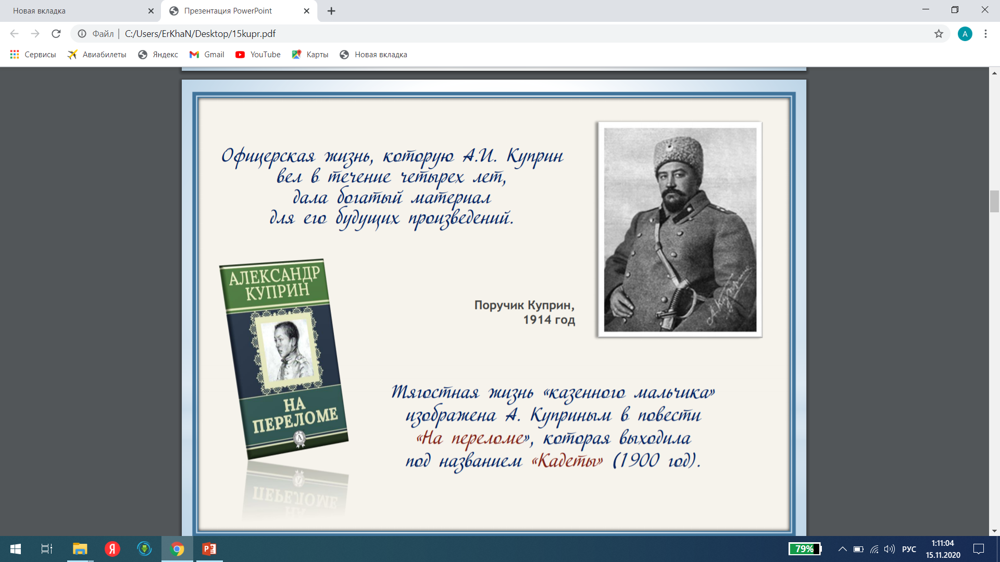 Новая вкладка
Презентация PowerPoint
Файл
C:/Users/ErKhaN/Desktop/15kupr.pdf
А
Сервисы
Авиабилеты
Яндекс
Gmail
YouTube
Карты
Новая вкладка
Офицерская жизнь, которую А.И. Куприн
вел в течение четырех лет,
дала богатый материал
для его будущих произведений.
АЛЕКСАНДР
КУПРИН
НА
ПЕРЕЛОМЕ
А
Поручик Куприн,
1914 год
А Куприн
Тягостная жизнь «казенного мальчика»
изображена А. Куприным в повести
«На переломе», которая выходила
под названием «Кадеты» (1900 год).
79%
РУС
1:11:04
15.11.2020